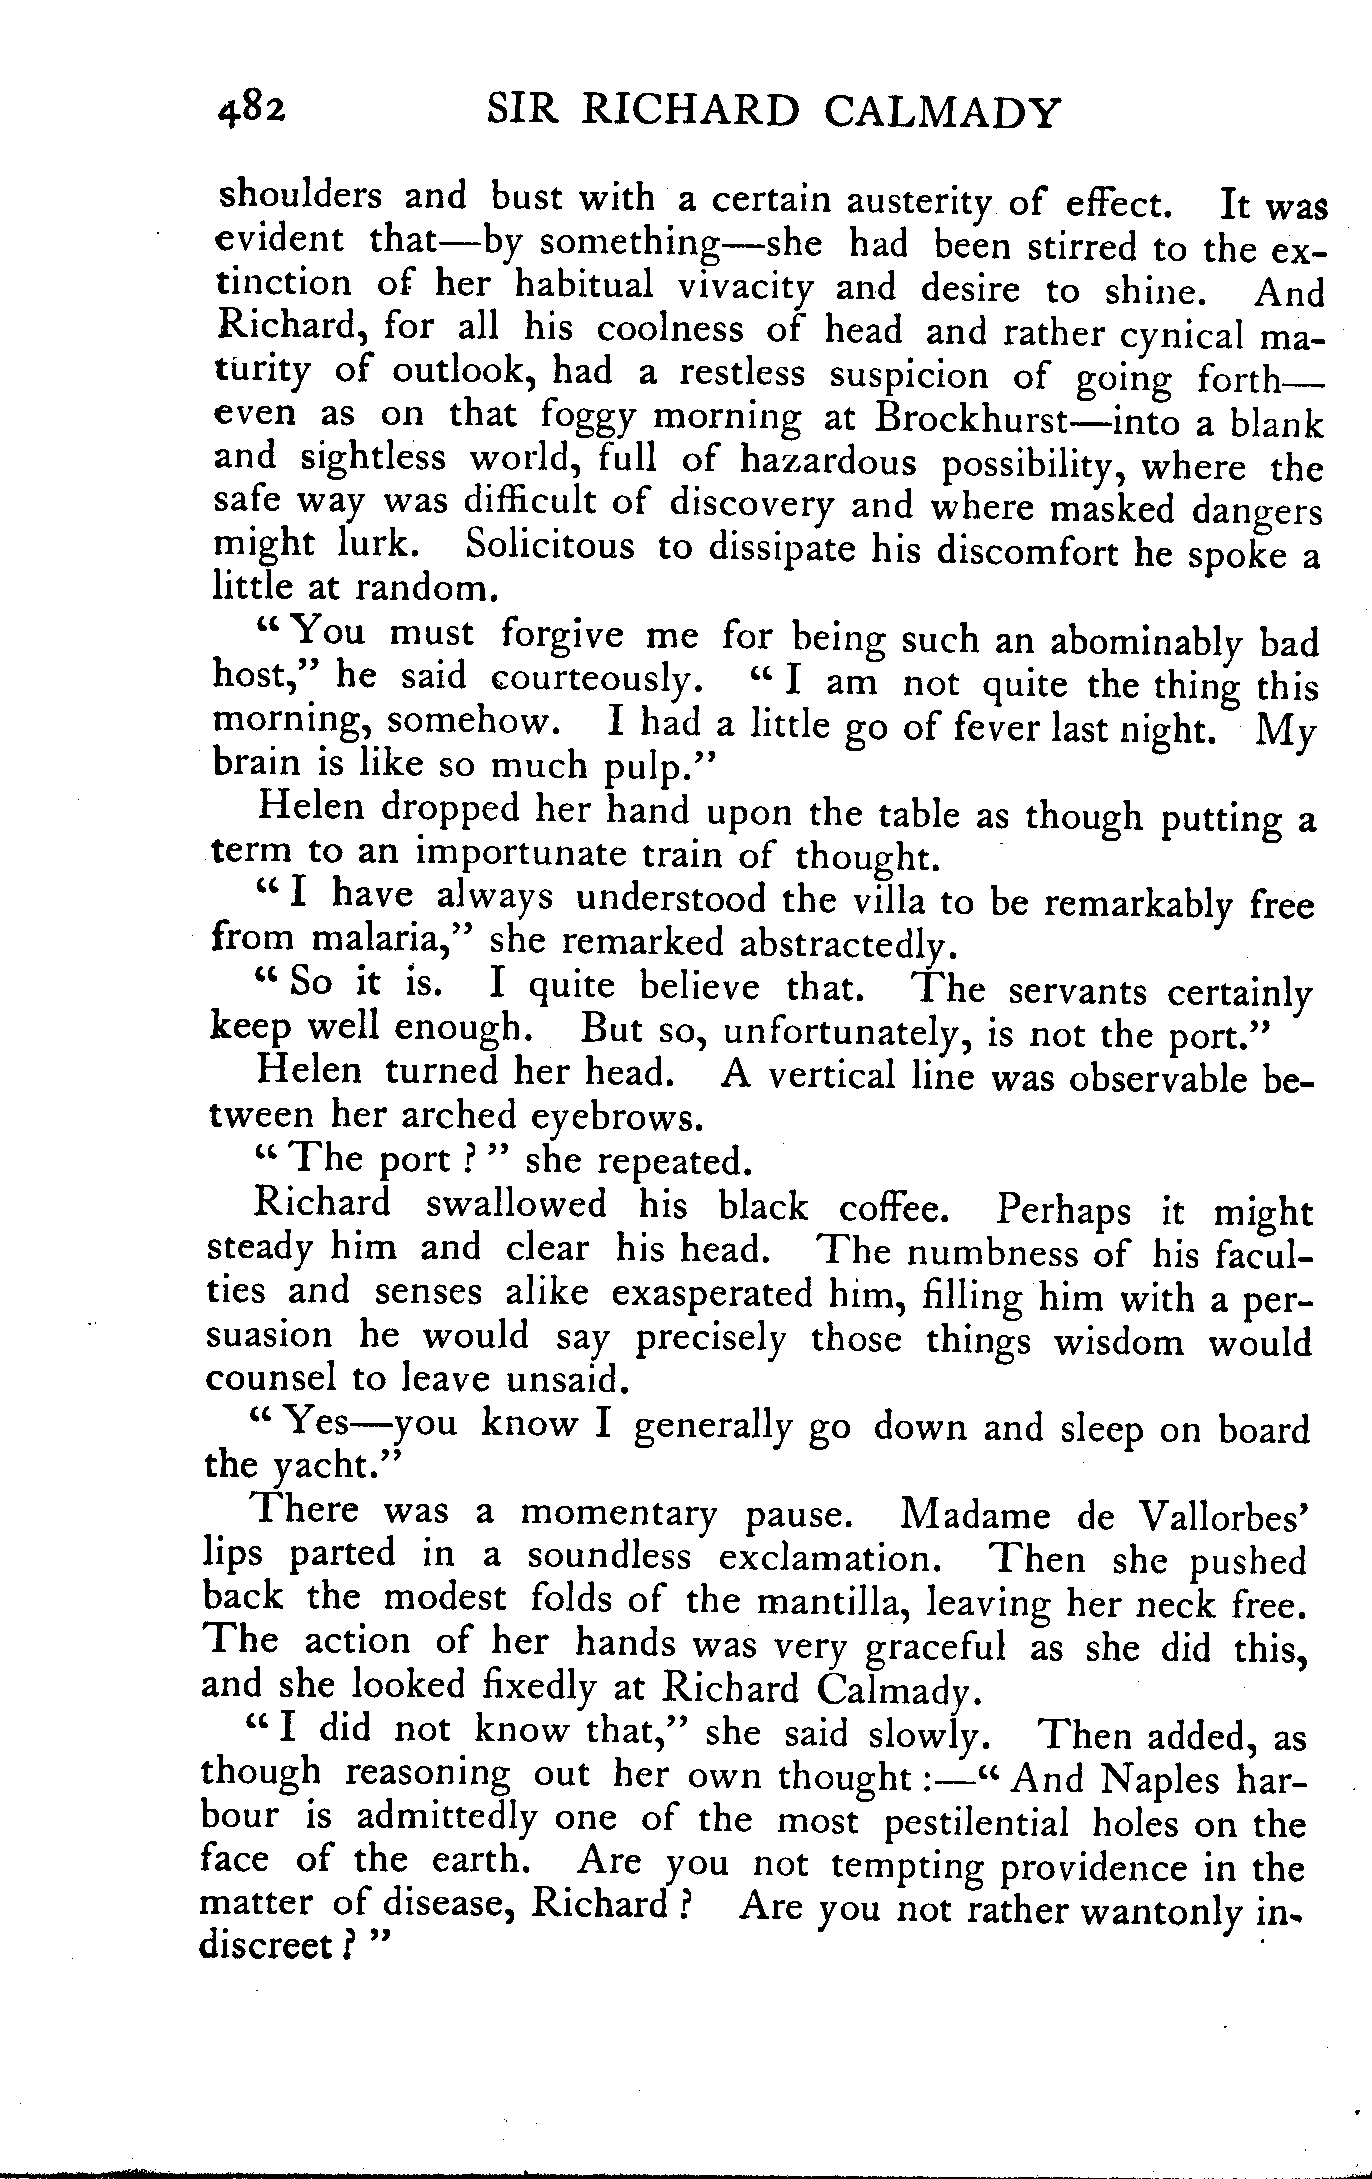 482 SIR RICHARD CALMADY
shoulders and bust with a certain austerity of effect. It was
evident that—by something—she had been stirred to the ex-
tinction of her habitual vivacity and desire to shine. And
Richard, for all his coolness of head and rather cynical ma-
turity of outlook, had a restless suspicion of going forth—
even as on that foggy morning at Brockhurst—into a blank
and sightless world, full of hazardous possibility, where the
safe way was difficult of discovery and where masked dangers
might lurk. Solicitous to dissipate his discomfort he spoke a
little at random.
“You must forgive me for being such an abominably bad
host,” he said courteously. “I am not quite the thing this
morning, somehow. I had a little go of fever last night. My
brain is like so much pulp.”
Helen dropped her hand upon the table as though putting a
term to an importunate train of thought.
“I have always understood the villa to be remarkably free
from malaria,” she remarked abstractedly.
“So it is. I quite believe that. The servants certainly
keep well enough. But so, unfortunately, is not the port.”
Helen turned her head. A vertical line was observable be-
tween her arched eyebrows.
“The port?” she repeated.
Richard swallowed his black coffee. Perhaps it might
steady him and clear his head. The numbness of his facul-
ties and senses alike exasperated him, filling him with a per-
suasion he would say precisely those things wisdom would
counsel to leave unsaid.
“Yes—you know I generally go down and sleep on board
the yacht.”
There was a momentary pause. Madame de Vallorbes’
lips parted in a soundless exclamation. Then she pushed
back the modest folds of the mantilla, leaving her neck free.
The action of her hands was very graceful as she did this,
and she looked fixedly at Richard Calmady.
“I did not know that,” she said slowly. Then added, as
though reasoning out her own thought:—“And Naples har-
bour is admittedly one of the most pestilential holes on the
face of the earth. Are you not tempting providence in the
matter of disease, Richard? Are you not rather wantonly in-
discreet?”